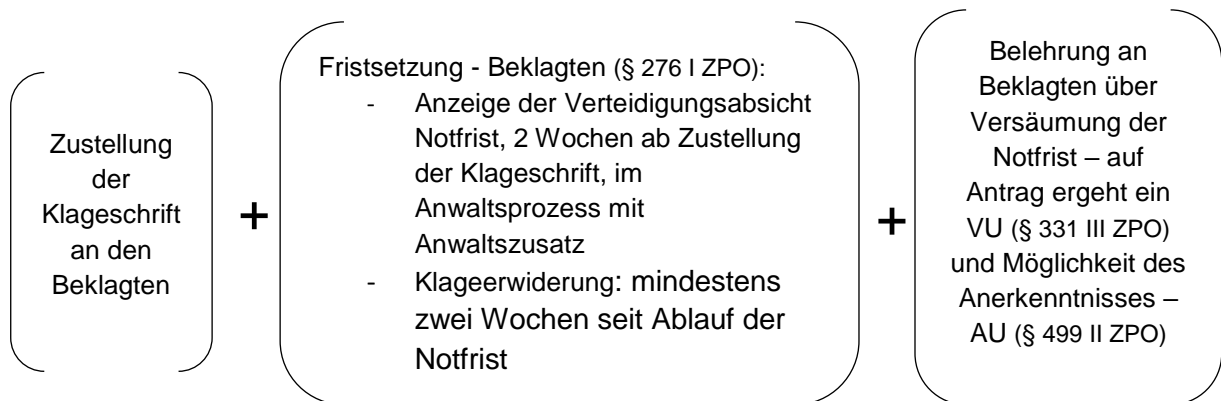 Zustellung
der
Klageschrift
an den
Beklagten
+
Fristsetzung - Beklagten (§ 276 I ZPO):
- Anzeige der Verteidigungsabsicht
Notfrist, 2 Wochen ab Zustellung
der Klageschrift, im
Anwaltsprozess mit
Anwaltszusatz
- Klageerwiderung: mindestens
zwei Wochen seit Ablauf der
Notfrist
+
Belehrung an
Beklagten über
Versäumung der
Notfrist – auf
Antrag ergeht ein
VU (§ 331 III ZPO)
und Möglichkeit des
Anerkenntnisses –
AU (§ 499 II ZPO)